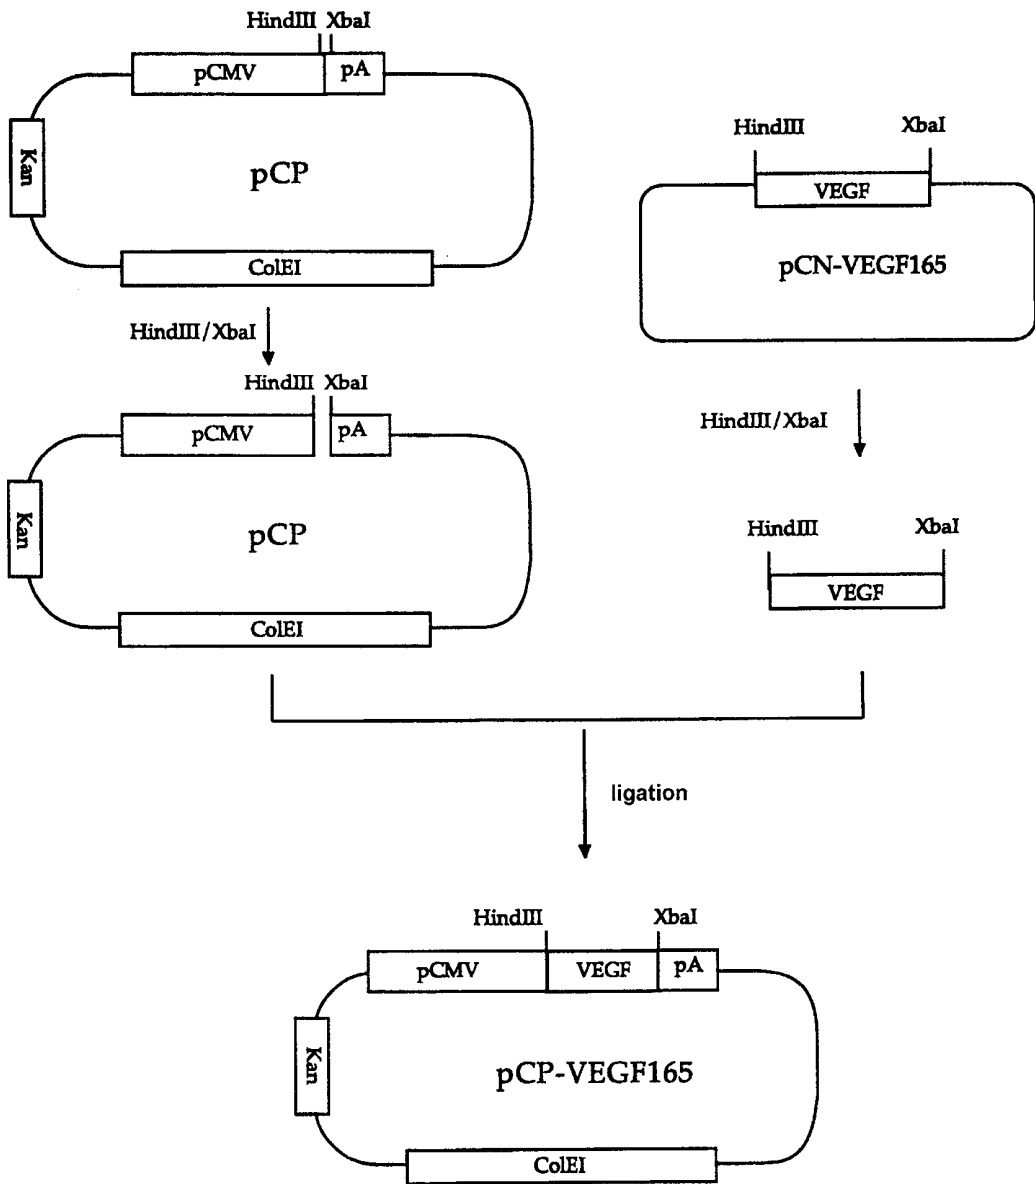 HindIII XbaI
pCMV pA
Kan
pCP
ColEI
HindIII/XbaI
HindIII XbaI
pCMV pA
Kan
pCP
ColEI
HindIII XbaI
VEGF
pCN-VEGF165
HindIII/XbaI
HindIII XbaI
VEGF
ligation
HindIII XbaI
pCMV VEGF pA
Kan
pCP-VEGF165
ColEI